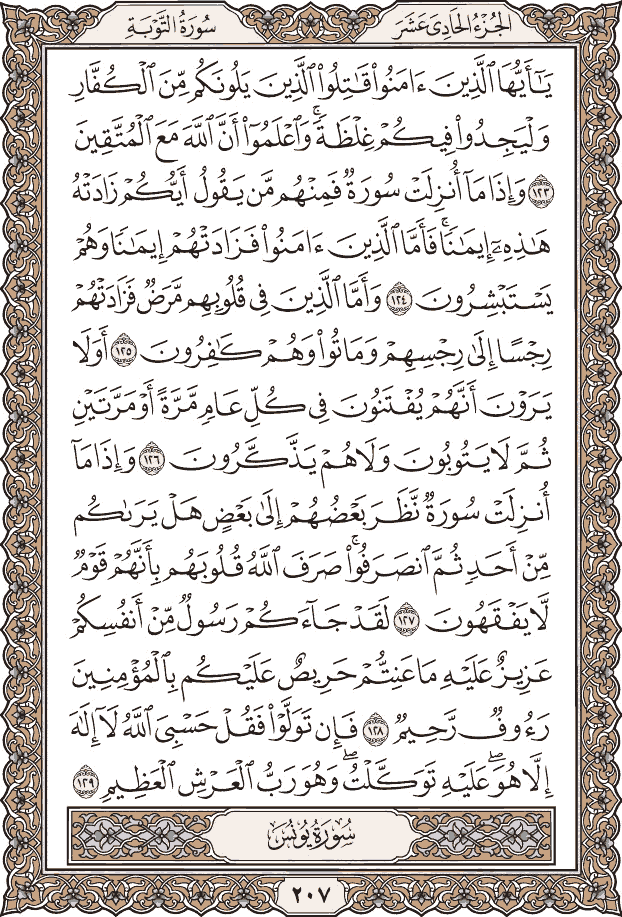 سُورَةُ التَّوْبَةِ
الجُزْءُ الحَادِي عَشَرَ
يَـٰٓأَيُّهَا ٱلَّذِينَ ءَامَنُوا۟ قَـٰتِلُوا۟ ٱلَّذِينَ يَلُونَكُم مِّنَ ٱلْكُفَّارِ
وَلْيَجِدُوا۟ فِيكُمْ غِلْظَةً ۚ وَٱعْلَمُوٓا۟ أَنَّ ٱللَّهَ مَعَ ٱلْمُتَّقِينَ
١٢٣ وَإِذَا مَآ أُنزِلَتْ سُورَةٌ فَمِنْهُم مَّن يَقُولُ أَيُّكُمْ زَادَتْهُ
هَـٰذِهِۦٓ إِيمَـٰنًا ۚ فَأَمَّا ٱلَّذِينَ ءَامَنُوا۟ فَزَادَتْهُمْ إِيمَـٰنًا وَهُمْ
يَسْتَبْشِرُونَ ١٢٤ وَأَمَّا ٱلَّذِينَ فِى قُلُوبِهِم مَّرَضٌ فَزَادَتْهُمْ
رِجْسًا إِلَىٰ رِجْسِهِمْ وَمَاتُوا۟ وَهُمْ كَـٰفِرُونَ ١٢٥ أَوَلَا
يَرَوْنَ أَنَّهُمْ يُفْتَنُونَ فِى كُلِّ عَامٍ مَّرَّةً أَوْ مَرَّتَيْنِ
ثُمَّ لَا يَتُوبُونَ وَلَا هُمْ يَذَّكَّرُونَ ١٢٦ وَإِذَا مَآ
أُنزِلَتْ سُورَةٌ نَّظَرَ بَعْضُهُمْ إِلَىٰ بَعْضٍ هَلْ يَرَىٰكُم
مِّنْ أَحَدٍ ثُمَّ ٱنصَرَفُوا۟ ۚ صَرَفَ ٱللَّهُ قُلُوبَهُم بِأَنَّهُمْ قَوْمٌ
لَّا يَفْقَهُونَ ١٢٧ لَقَدْ جَآءَكُمْ رَسُولٌ مِّنْ أَنفُسِكُمْ
عَزِيزٌ عَلَيْهِ مَا عَنِتُّمْ حَرِيصٌ عَلَيْكُم بِٱلْمُؤْمِنِينَ
رَءُوفٌ رَّحِيمٌ ١٢٨ فَإِن تَوَلَّوْا۟ فَقُلْ حَسْبِىَ ٱللَّهُ لَآ إِلَـٰهَ
إِلَّا هُوَ ۖ عَلَيْهِ تَوَكَّلْتُ ۖ وَهُوَ رَبُّ ٱلْعَرْشِ ٱلْعَظِيمِ ١٢٩
سُورَةُ يُونُسَ
٢٠٧